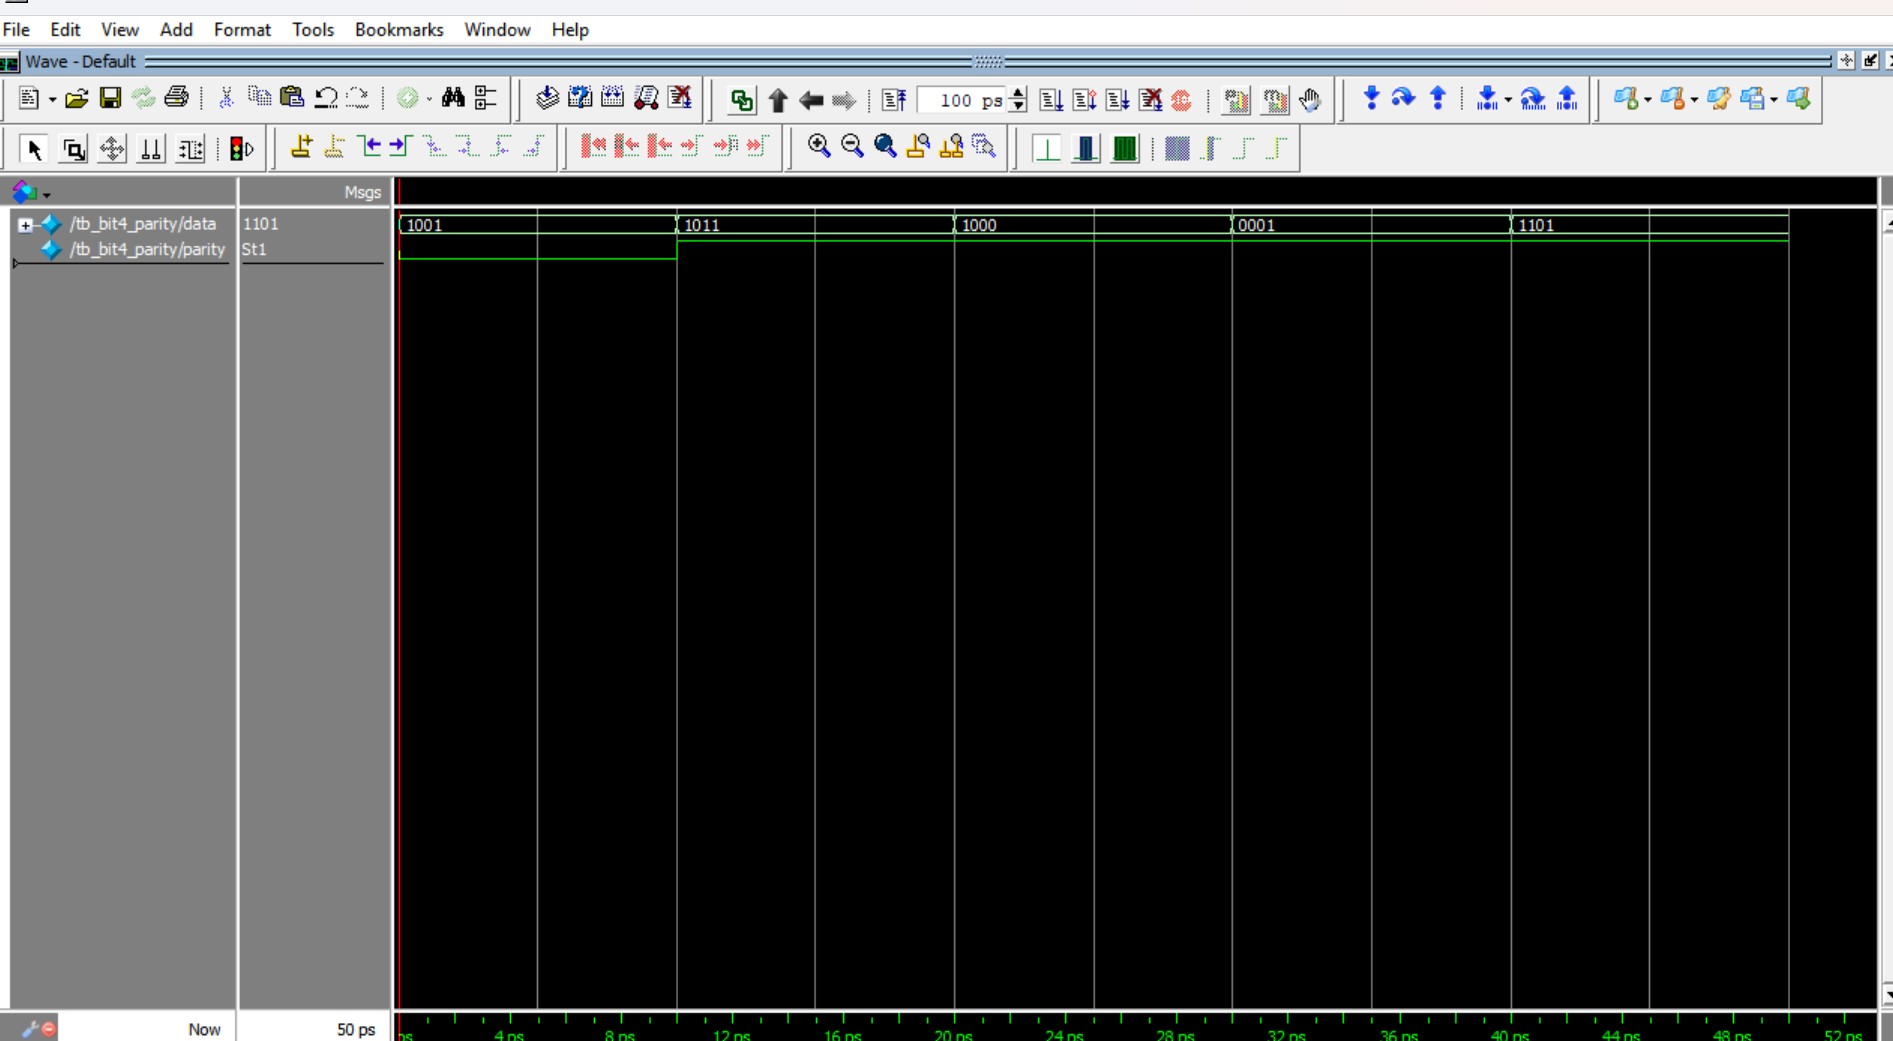 File Edit View Add Format Tools Bookmarks Window Help
Wave - Default
100 ps
Msgs
/tb_bit4_parity/data 1101 1001 1011 1000 0001 1101
/tb_bit4_parity/parity St1
Now 50 ps ps 4 ps 8 ps 12 ps 16 ps 20 ps 24 ps 28 ps 32 ps 36 ps 40 ps 44 ps 48 ps 52 ps